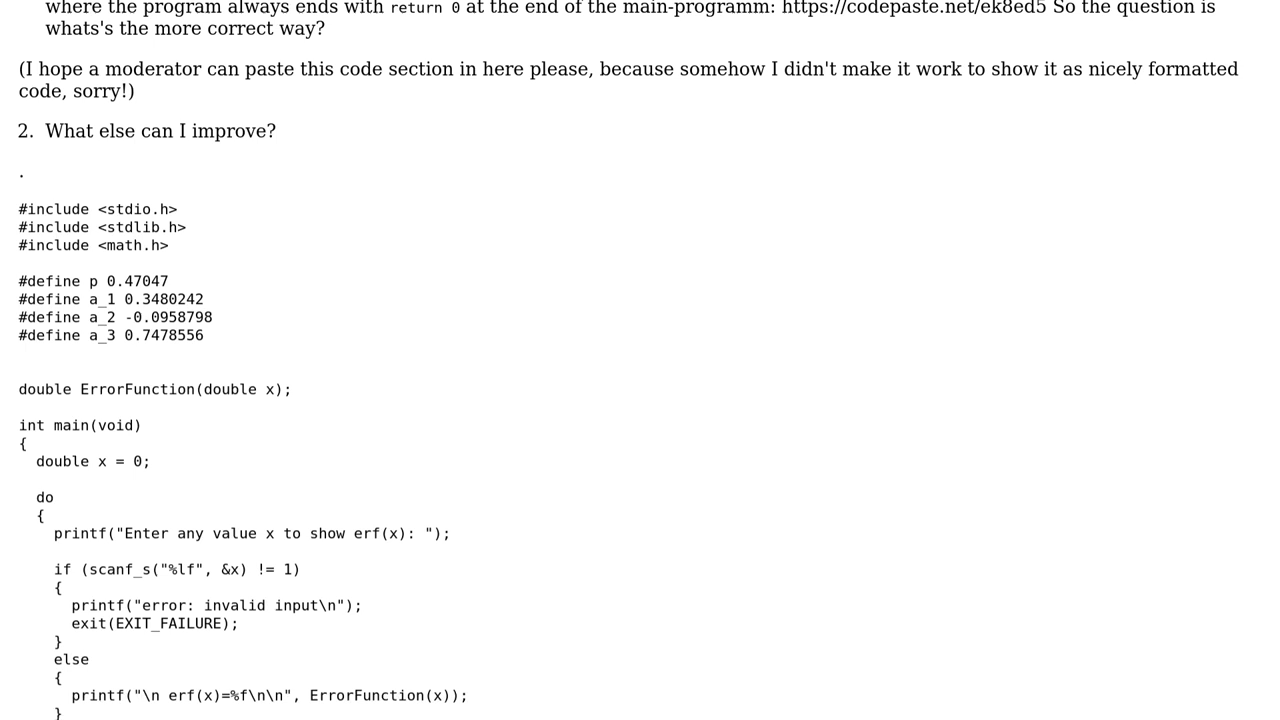 where the program always ends with return 0 at the end of the main-programm: https://codepaste.net/ek8ed5 So the question is
whats's the more correct way?
(I hope a moderator can paste this code section in here please, because somehow I didn't make it work to show it as nicely formatted
code, sorry!)
2. What else can I improve?
.
#include <stdio.h>
#include <stdlib.h>
#include <math.h>
#define p 0.47047
#define a_1 0.3480242
#define a_2 -0.0958798
#define a_3 0.7478556
double ErrorFunction(double x);
int main(void)
{
  double x = 0;
  do
  {
    printf("Enter any value x to show erf(x): ");
    if (scanf_s("%lf", &x) != 1)
    {
      printf("error: invalid input\n");
      exit(EXIT_FAILURE);
    }
    else
    {
      printf("\n erf(x)=%f\n\n", ErrorFunction(x));
    }